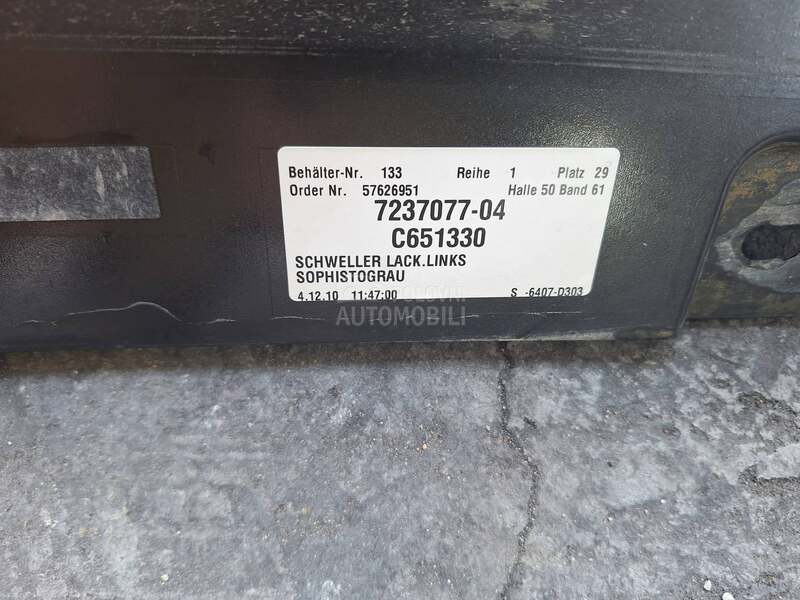 Behälter-Nr. 133 Reihe 1 Platz 29
Order Nr. 57626951 Halle 50 Band 61
7237077-04
C651330
SCHWELLER LACK.LINKS
SOPHISTOGRAU
4.12.10 11:47:00 S -6407-D303
POLOVNI
AUTOMOBILI